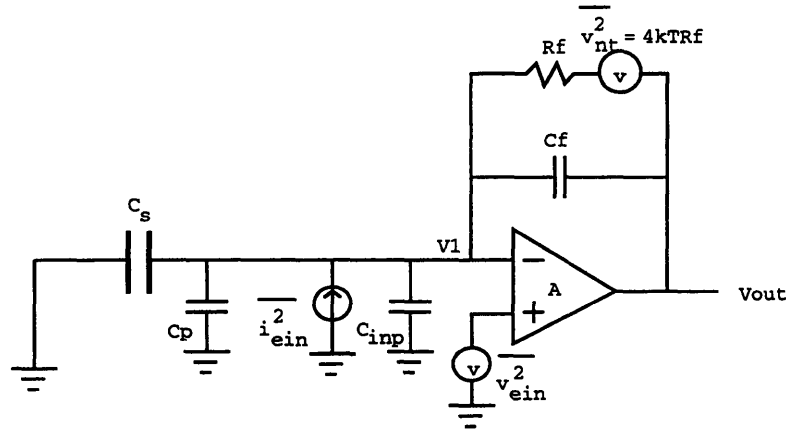 v²nt = 4kTRf
Rf
v
Cf
Cs
V1
−
A
+
Vout
Cp
i²ein
Cinp
v
v²ein